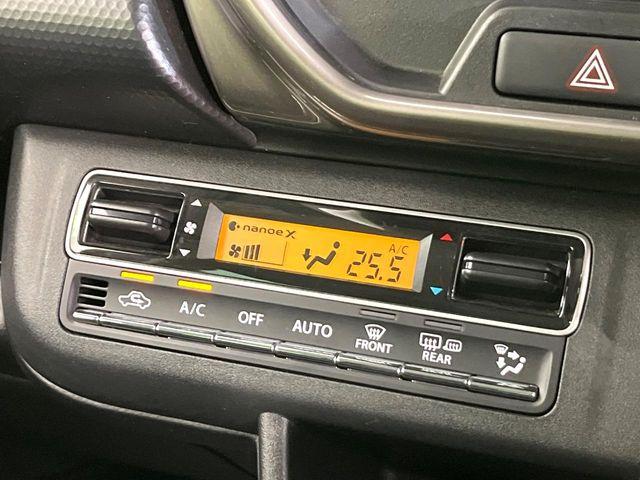 nanoe X
A/C
25.5
A/C
OFF
AUTO
FRONT
REAR